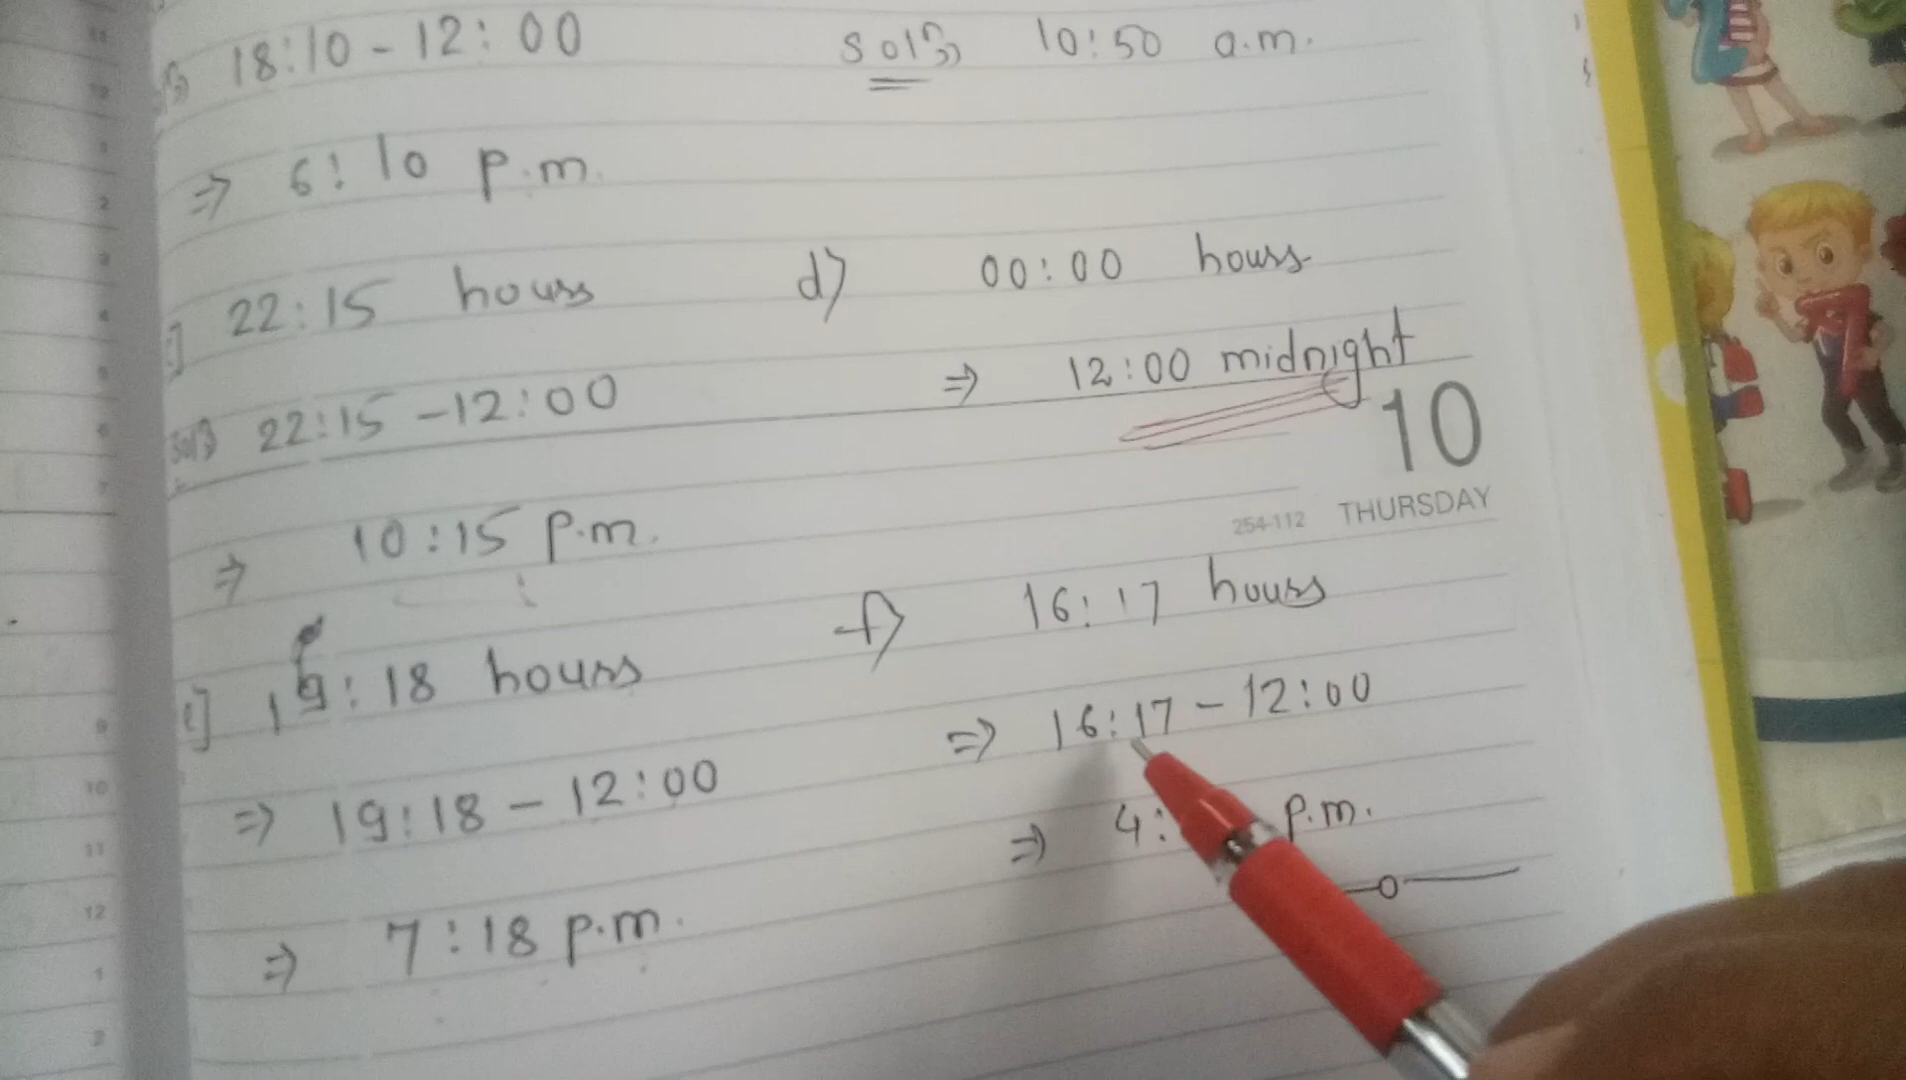 18:10 - 12:00
⇒ 6:10 p.m.
22:15 hours
22:15 - 12:00
⇒ 10:15 p.m.
19:18 hours
⇒ 19:18 - 12:00
⇒ 7:18 p.m.
Soln 10:50 a.m.
d) 00:00 hours
⇒ 12:00 midnight
10
254-112 THURSDAY
f) 16:17 hours
⇒ 16:17 - 12:00
⇒ 4: p.m.